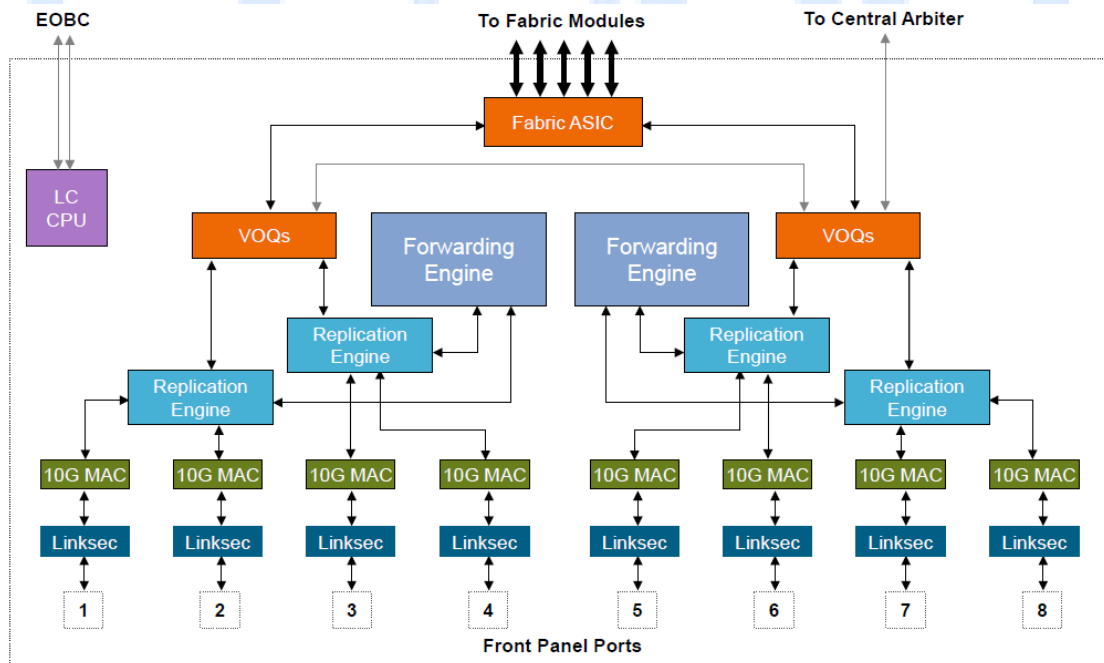 EOBC
To Fabric Modules
To Central Arbiter
Fabric ASIC
LC
CPU
VOQs
Forwarding
Engine
Forwarding
Engine
VOQs
Replication
Engine
Replication
Engine
Replication
Engine
Replication
Engine
10G MAC
10G MAC
10G MAC
10G MAC
10G MAC
10G MAC
10G MAC
10G MAC
Linksec
Linksec
Linksec
Linksec
Linksec
Linksec
Linksec
Linksec
1
2
3
4
5
6
7
8
Front Panel Ports